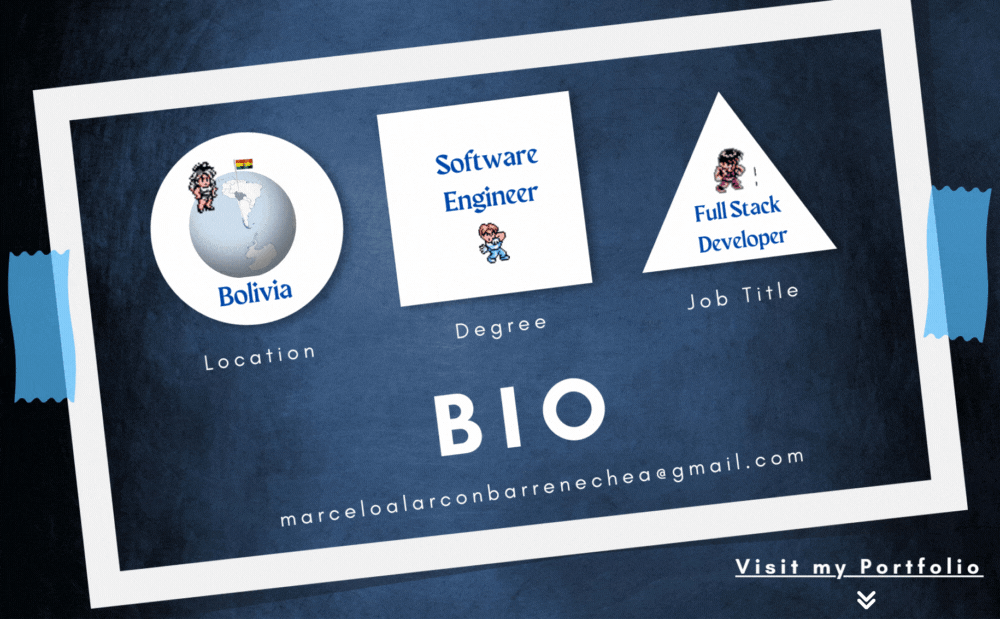 Bolivia
Location
Software
Engineer
Degree
Full Stack
Developer
Job Title
BIO
marceloalarconbarrenechea@gmail.com
Visit my Portfolio